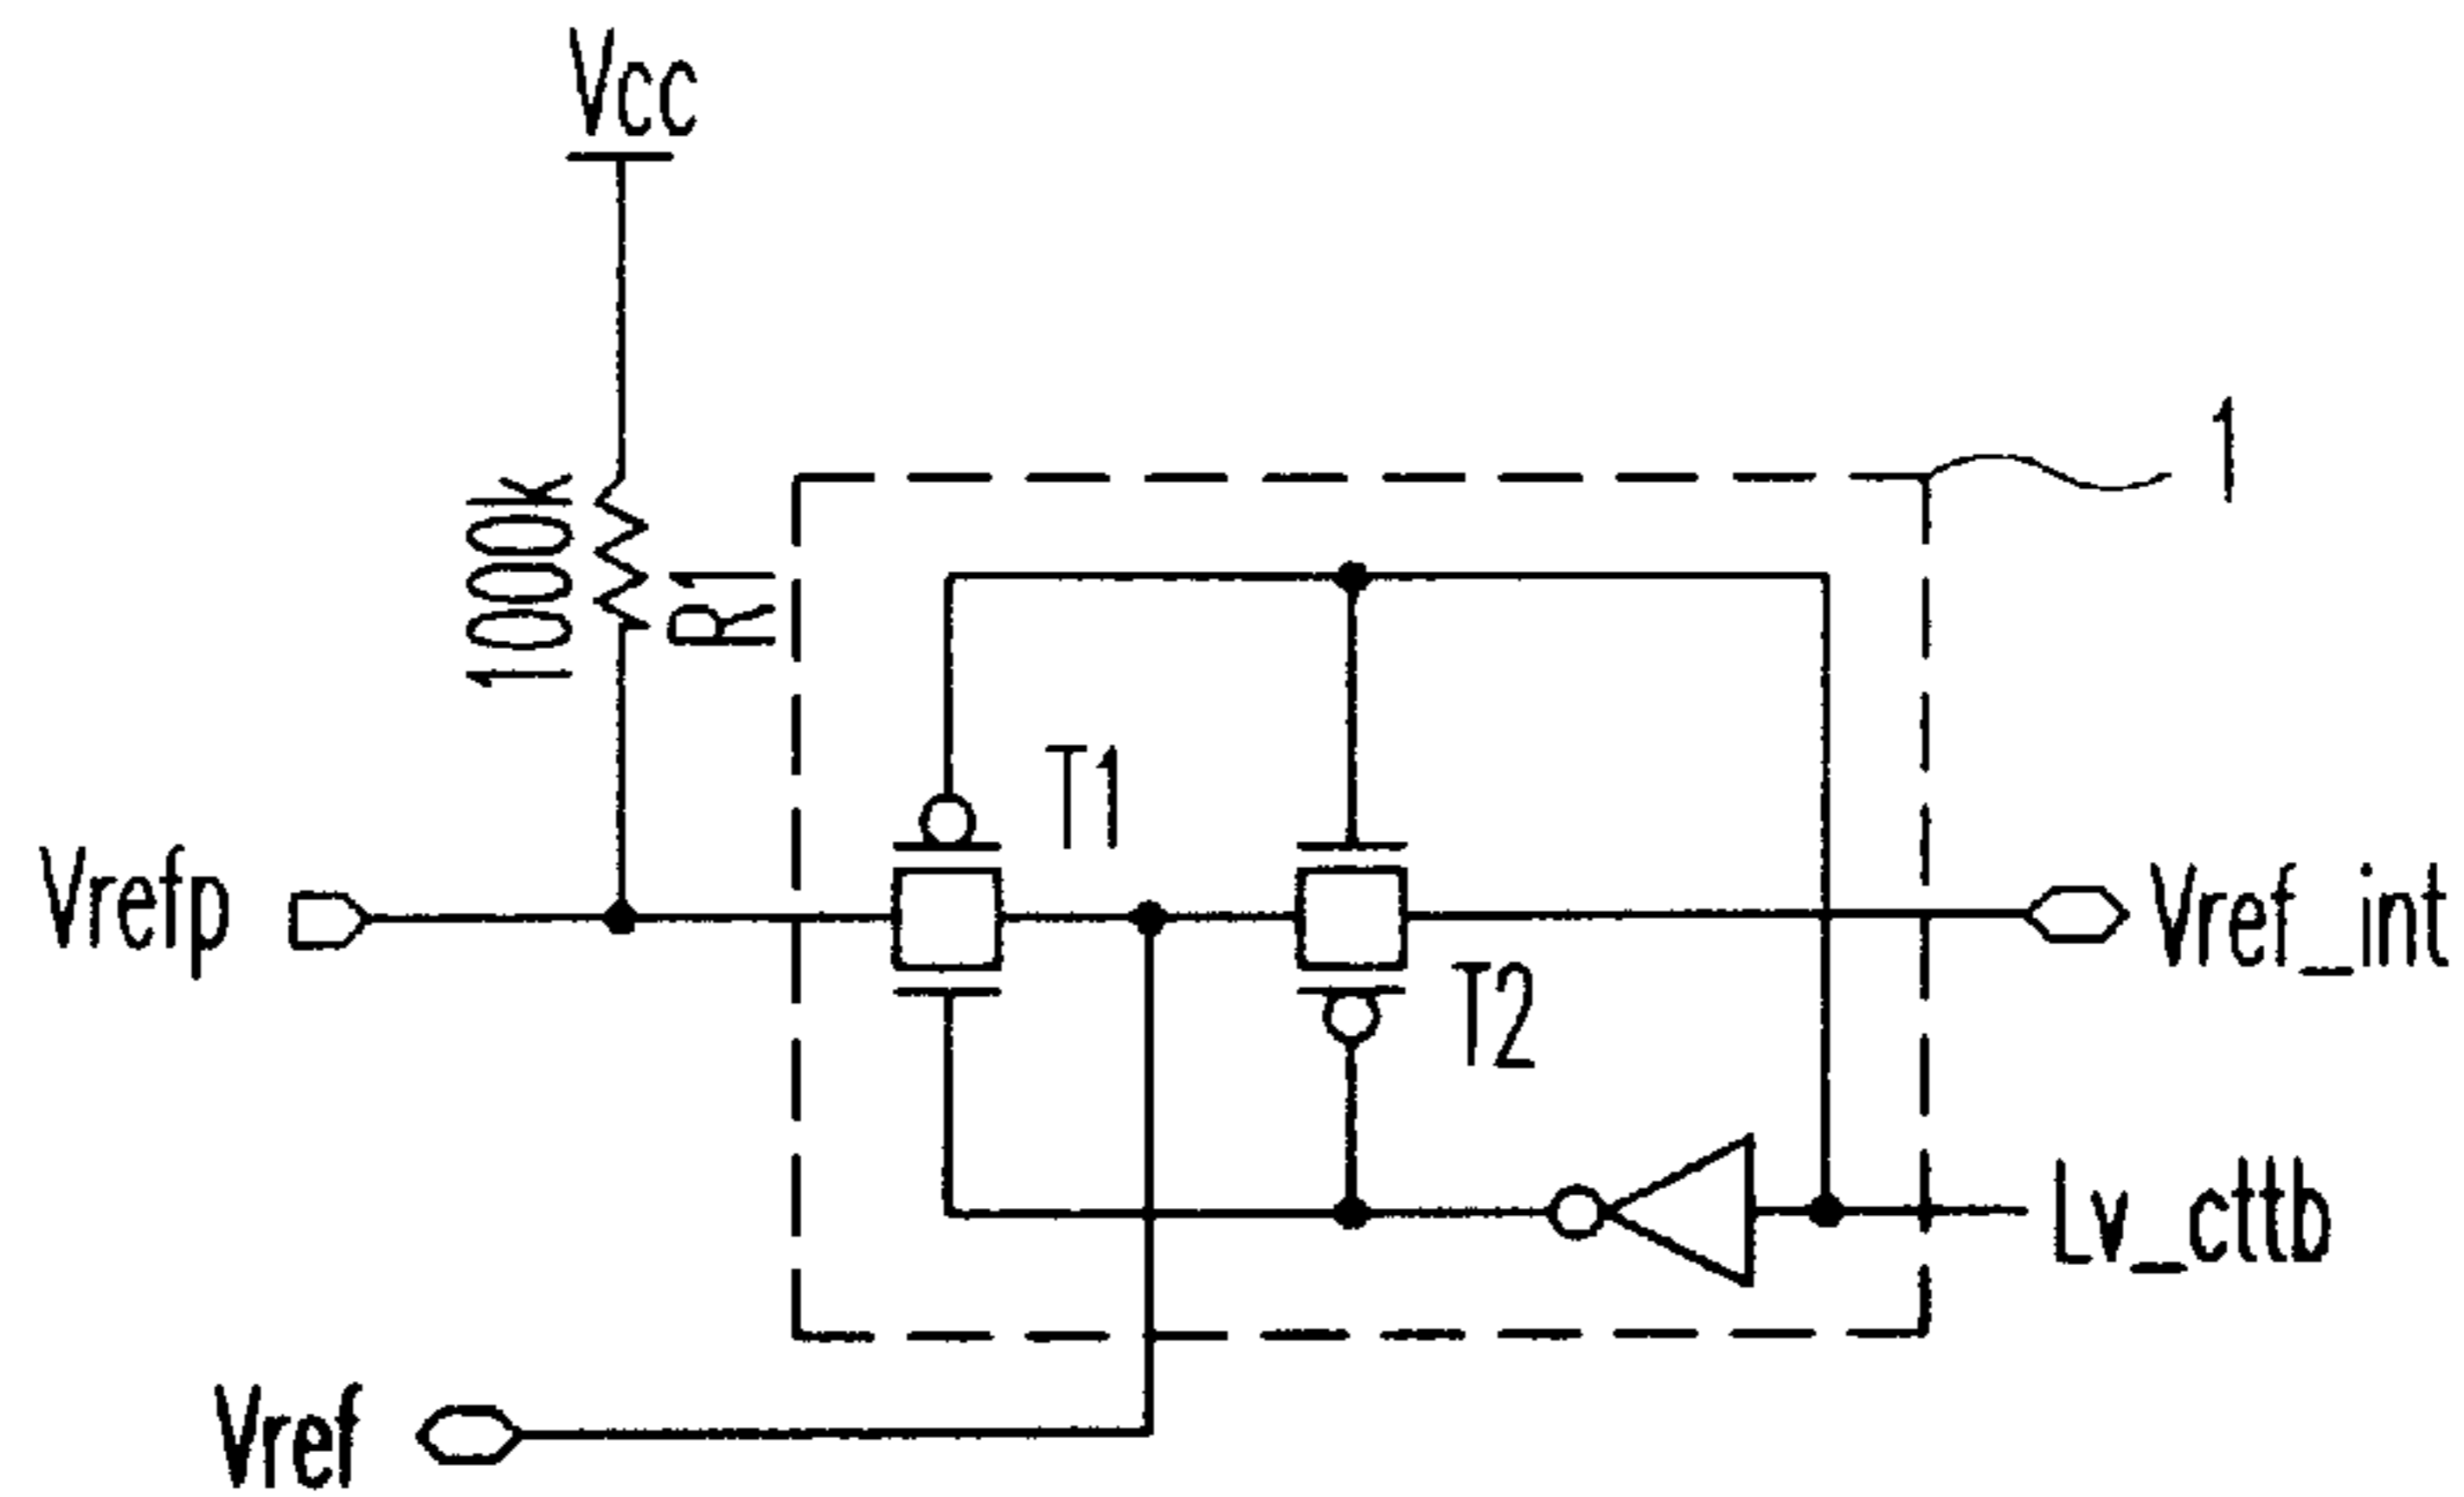 Vcc
1
1000k
R1
T1
Vrefp
Vref_int
T2
Lv_cttb
Vref